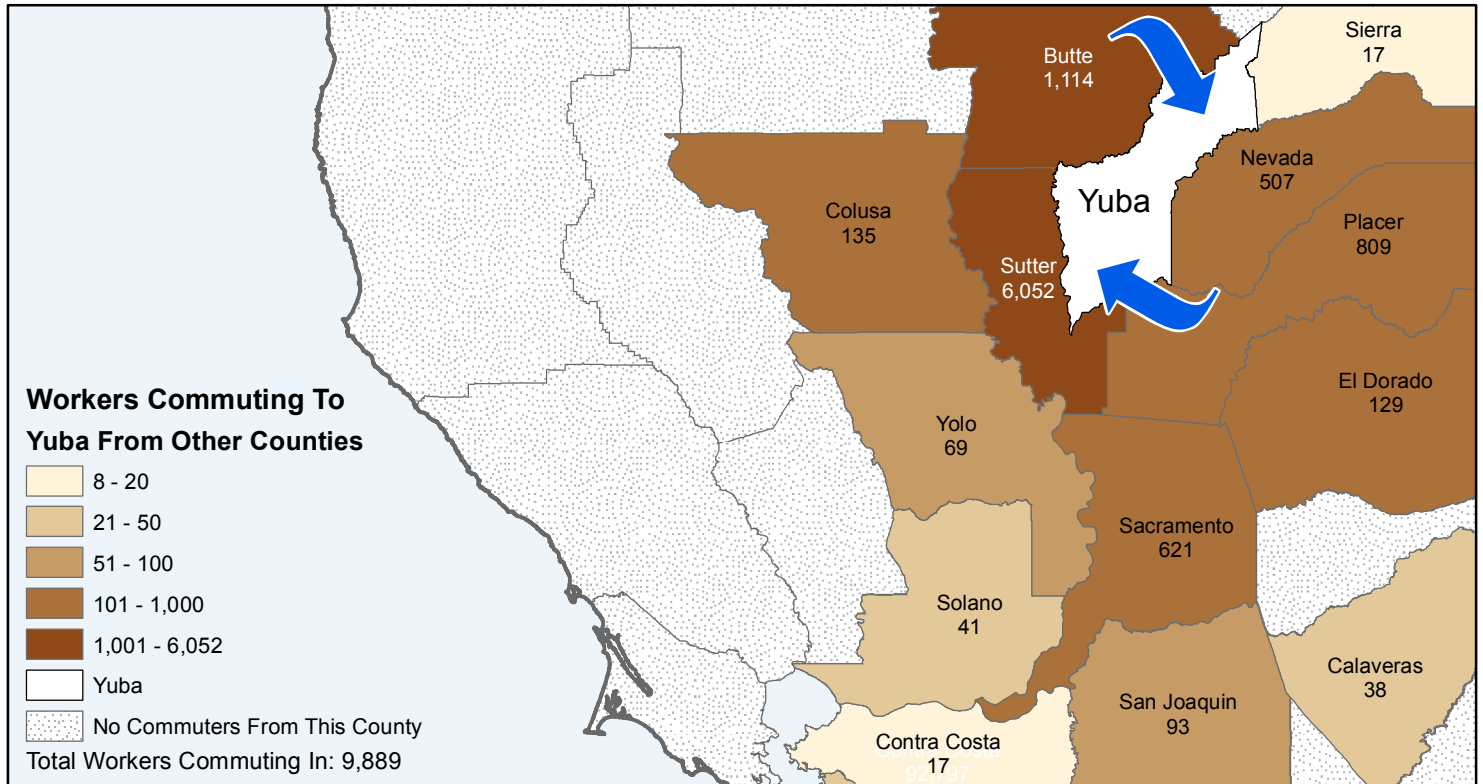 Sierra
17
Butte
1,114
Nevada
507
Yuba
Colusa
135
Placer
809
Sutter
6,052
El Dorado
129
Workers Commuting To
Yuba From Other Counties
8 - 20
21 - 50
51 - 100
101 - 1,000
1,001 - 6,052
Yuba
No Commuters From This County
Total Workers Commuting In: 9,889
Yolo
69
Sacramento
621
Solano
41
Calaveras
38
San Joaquin
93
Contra Costa
17